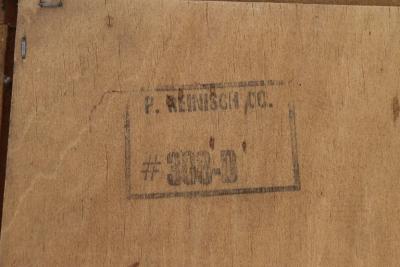 P. REINISCH CO.
# 308-D